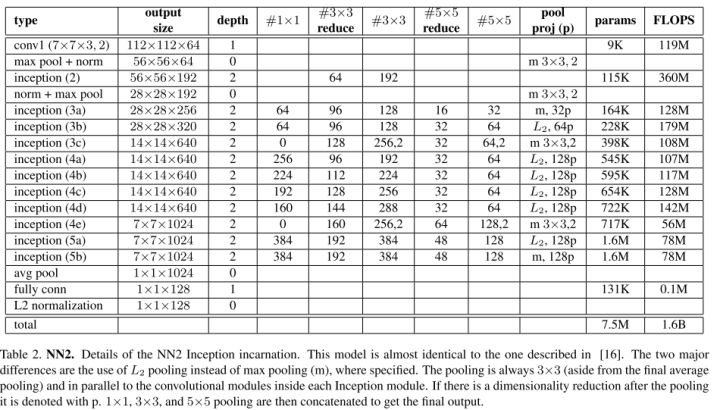 type output size depth #1×1 #3×3 reduce #3×3 #5×5 reduce #5×5 pool proj (p) params FLOPS
conv1 (7×7×3, 2) 112×112×64 1 9K 119M
max pool + norm 56×56×64 0 m 3×3, 2
inception (2) 56×56×192 2 64 192 115K 360M
norm + max pool 28×28×192 0 m 3×3, 2
inception (3a) 28×28×256 2 64 96 128 16 32 m, 32p 164K 128M
inception (3b) 28×28×320 2 64 96 128 32 64 L2, 64p 228K 179M
inception (3c) 14×14×640 2 0 128 256,2 32 64,2 m 3×3,2 398K 108M
inception (4a) 14×14×640 2 256 96 192 32 64 L2, 128p 545K 107M
inception (4b) 14×14×640 2 224 112 224 32 64 L2, 128p 595K 117M
inception (4c) 14×14×640 2 192 128 256 32 64 L2, 128p 654K 128M
inception (4d) 14×14×640 2 160 144 288 32 64 L2, 128p 722K 142M
inception (4e) 7×7×1024 2 0 160 256,2 64 128,2 m 3×3,2 717K 56M
inception (5a) 7×7×1024 2 384 192 384 48 128 L2, 128p 1.6M 78M
inception (5b) 7×7×1024 2 384 192 384 48 128 m, 128p 1.6M 78M
avg pool 1×1×1024 0
fully conn 1×1×128 1 131K 0.1M
L2 normalization 1×1×128 0
total 7.5M 1.6B
Table 2. NN2. Details of the NN2 Inception incarnation. This model is almost identical to the one described in [16]. The two major
differences are the use of L2 pooling instead of max pooling (m), where specified. The pooling is always 3×3 (aside from the final average
pooling) and in parallel to the convolutional modules inside each Inception module. If there is a dimensionality reduction after the pooling
it is denoted with p. 1×1, 3×3, and 5×5 pooling are then concatenated to get the final output.